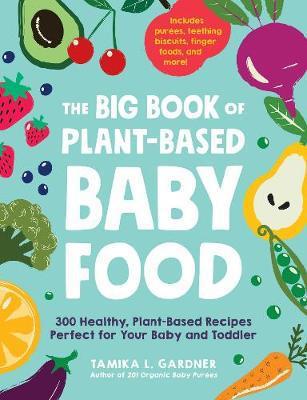 Includes
purées, teething
biscuits, finger
foods, and
more!
THE BIG BOOK OF
PLANT-BASED
BABY
FOOD
300 Healthy, Plant-Based Recipes
Perfect for Your Baby and Toddler
TAMIKA L. GARDNER
Author of 201 Organic Baby Purées